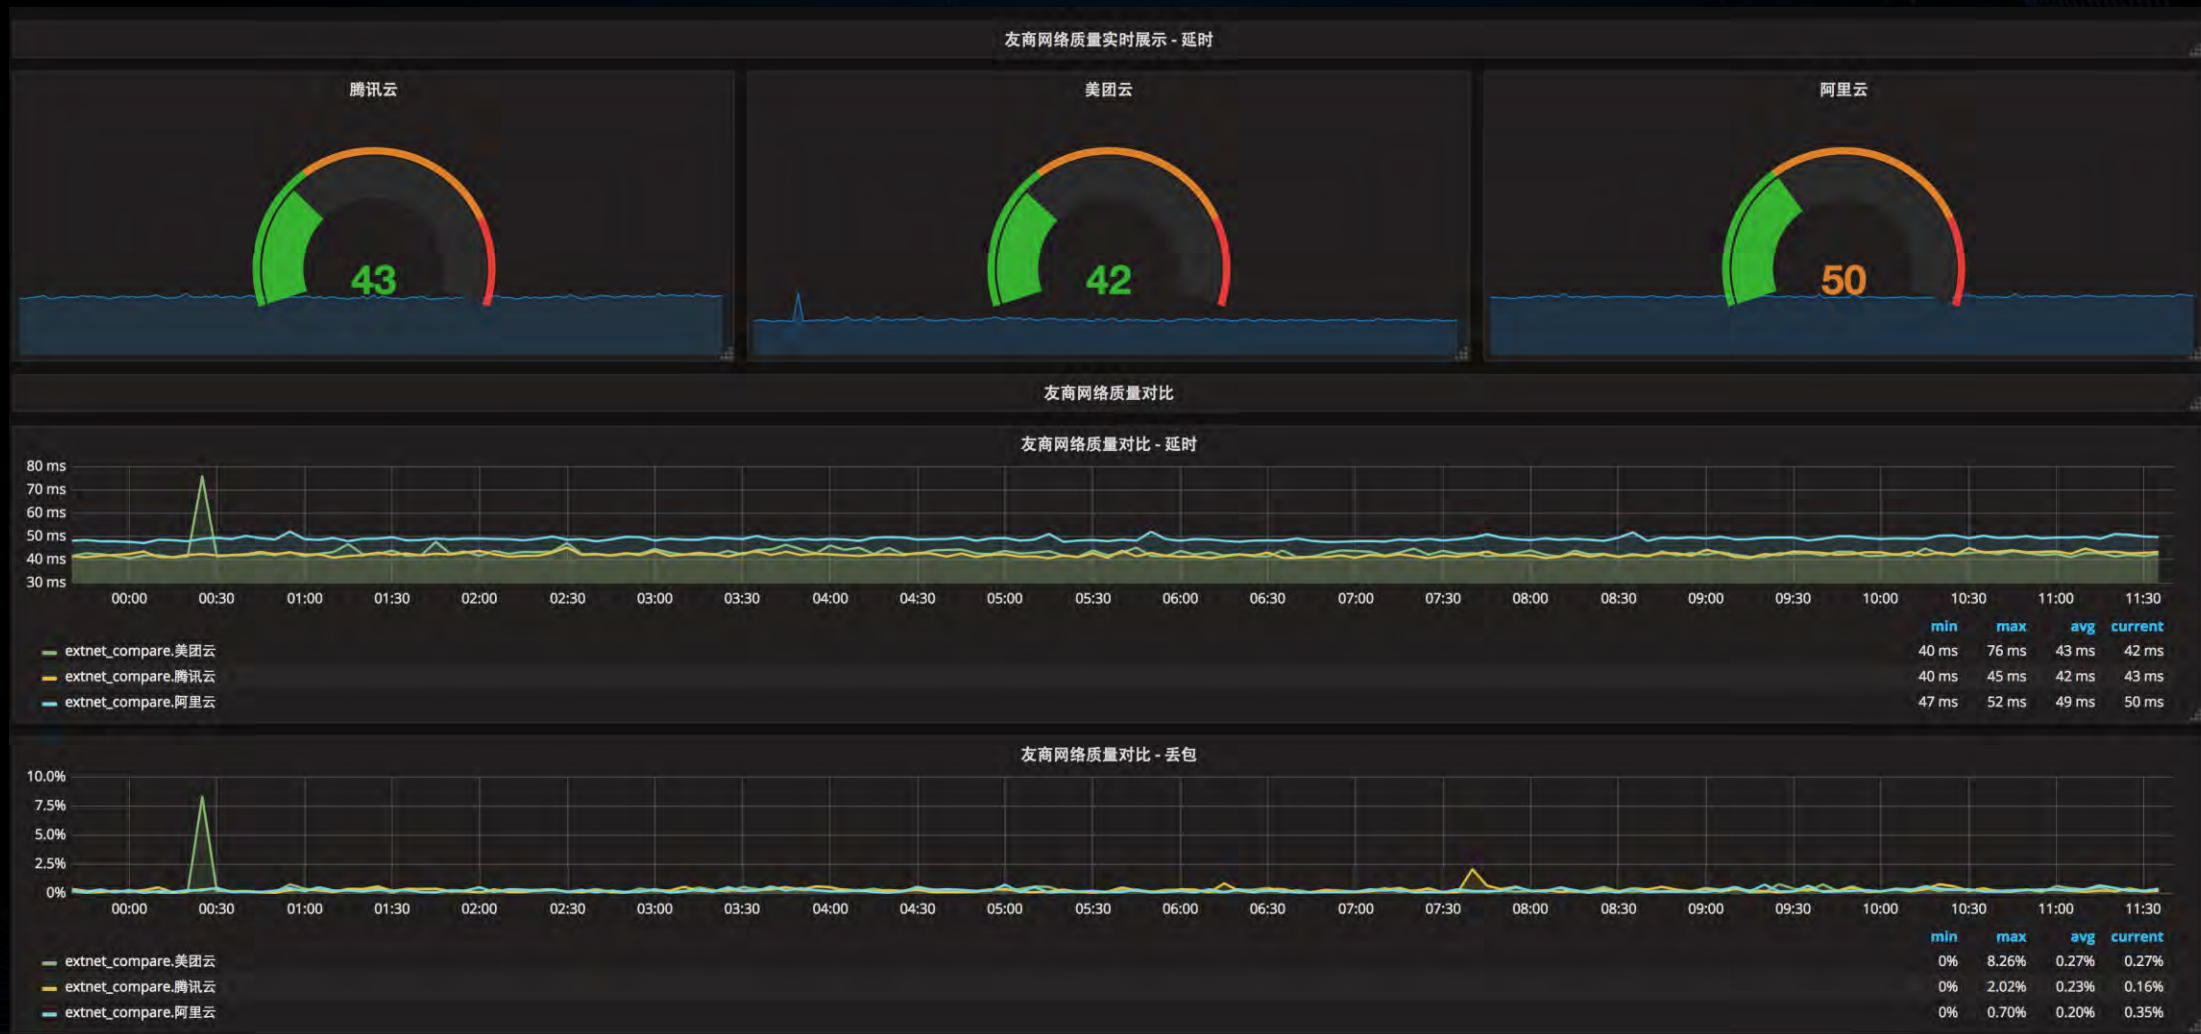 友商网络质量实时展示 - 延时
腾讯云 美团云 阿里云
43 42 50
友商网络质量对比
友商网络质量对比 - 延时
80 ms
70 ms
60 ms
50 ms
40 ms
30 ms
00:00 00:30 01:00 01:30 02:00 02:30 03:00 03:30 04:00 04:30 05:00 05:30 06:00 06:30 07:00 07:30 08:00 08:30 09:00 09:30 10:00 10:30 11:00 11:30
min max avg current
extnet_compare.美团云 40 ms 76 ms 43 ms 42 ms
extnet_compare.腾讯云 40 ms 45 ms 42 ms 43 ms
extnet_compare.阿里云 47 ms 52 ms 49 ms 50 ms
友商网络质量对比 - 丢包
10.0%
7.5%
5.0%
2.5%
0%
00:00 00:30 01:00 01:30 02:00 02:30 03:00 03:30 04:00 04:30 05:00 05:30 06:00 06:30 07:00 07:30 08:00 08:30 09:00 09:30 10:00 10:30 11:00 11:30
min max avg current
extnet_compare.美团云 0% 8.26% 0.27% 0.27%
extnet_compare.腾讯云 0% 2.02% 0.23% 0.16%
extnet_compare.阿里云 0% 0.70% 0.20% 0.35%